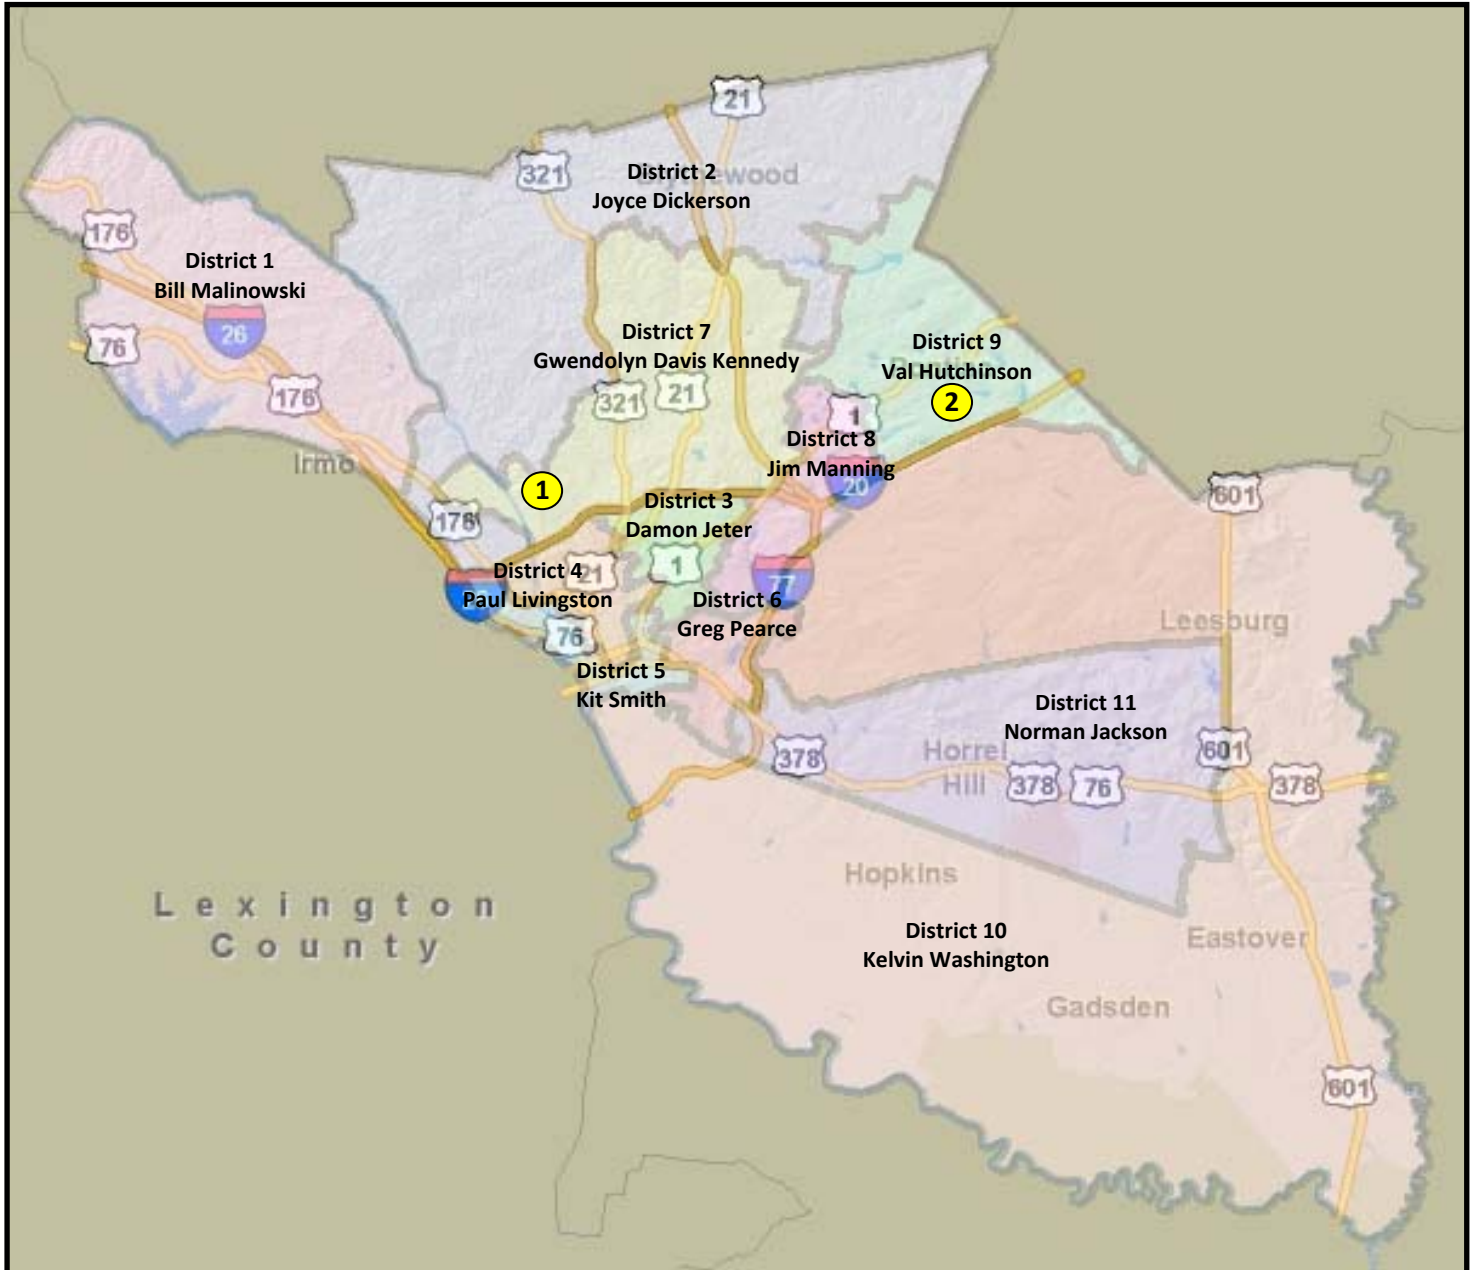 21
321
District 2
Blythewood
Joyce Dickerson
176
District 1
Bill Malinowski
26
76
District 7
Gwendolyn Davis Kennedy
District 9
Val Hutchinson
176
321
21
1
2
District 8
Jim Manning
Irmo
20
1
601
District 3
Damon Jeter
176
1
District 4
21
77
Paul Livingston
District 6
Greg Pearce
Leesburg
76
District 5
Kit Smith
District 11
Norman Jackson
378
Horrel
Hill
378
76
601
378
Hopkins
Lexington
County
District 10
Kelvin Washington
Eastover
Gadsden
601